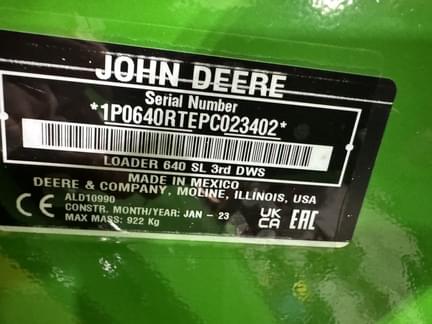 JOHN DEERE
Serial Number
*1P0640RTEPC023402*
LOADER 640 SL 3rd DWS
MADE IN MEXICO
DEERE & COMPANY, MOLINE, ILLINOIS, USA
ALD10990
CONSTR. MONTH/YEAR: JAN - 23
MAX MASS: 922 Kg
CE
UK CA
EAC